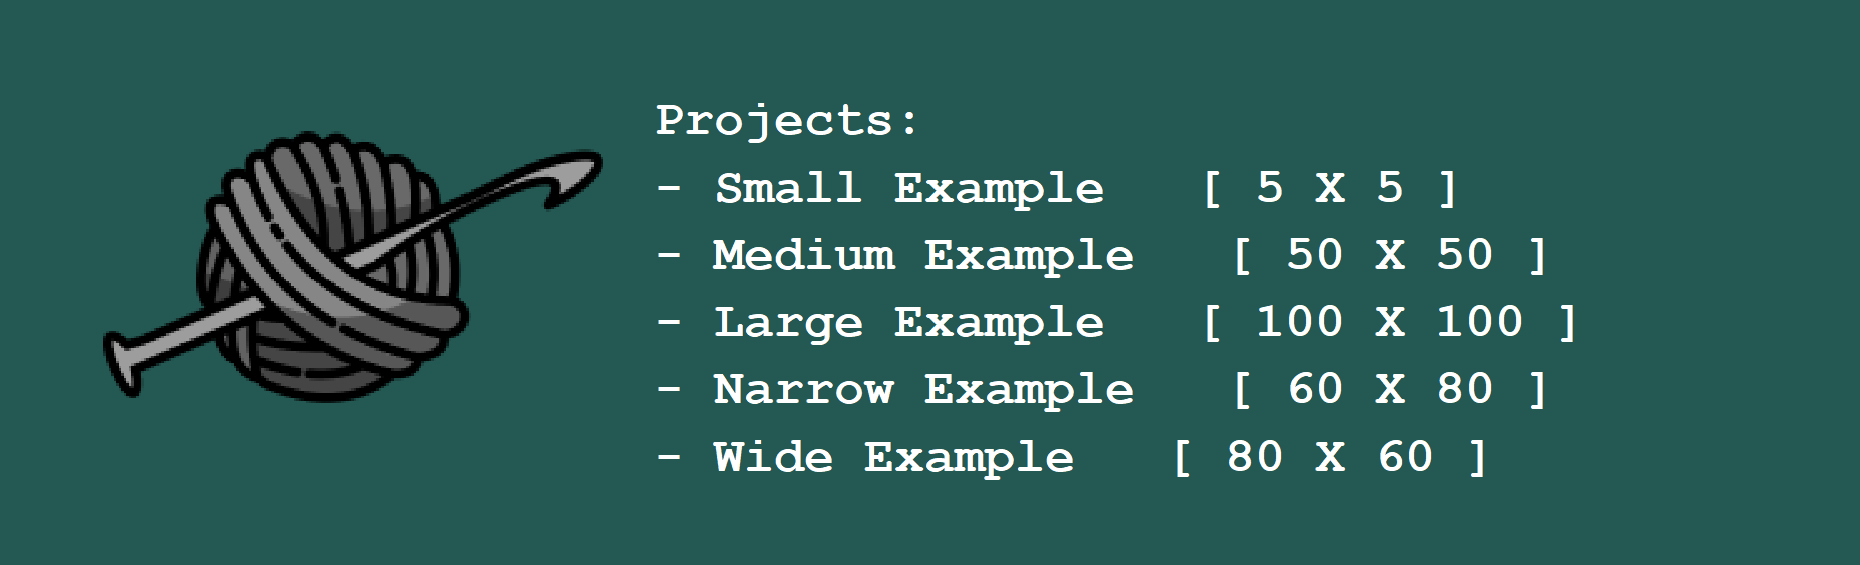 Projects:
- Small Example   [ 5 X 5 ]
- Medium Example   [ 50 X 50 ]
- Large Example   [ 100 X 100 ]
- Narrow Example   [ 60 X 80 ]
- Wide Example   [ 80 X 60 ]